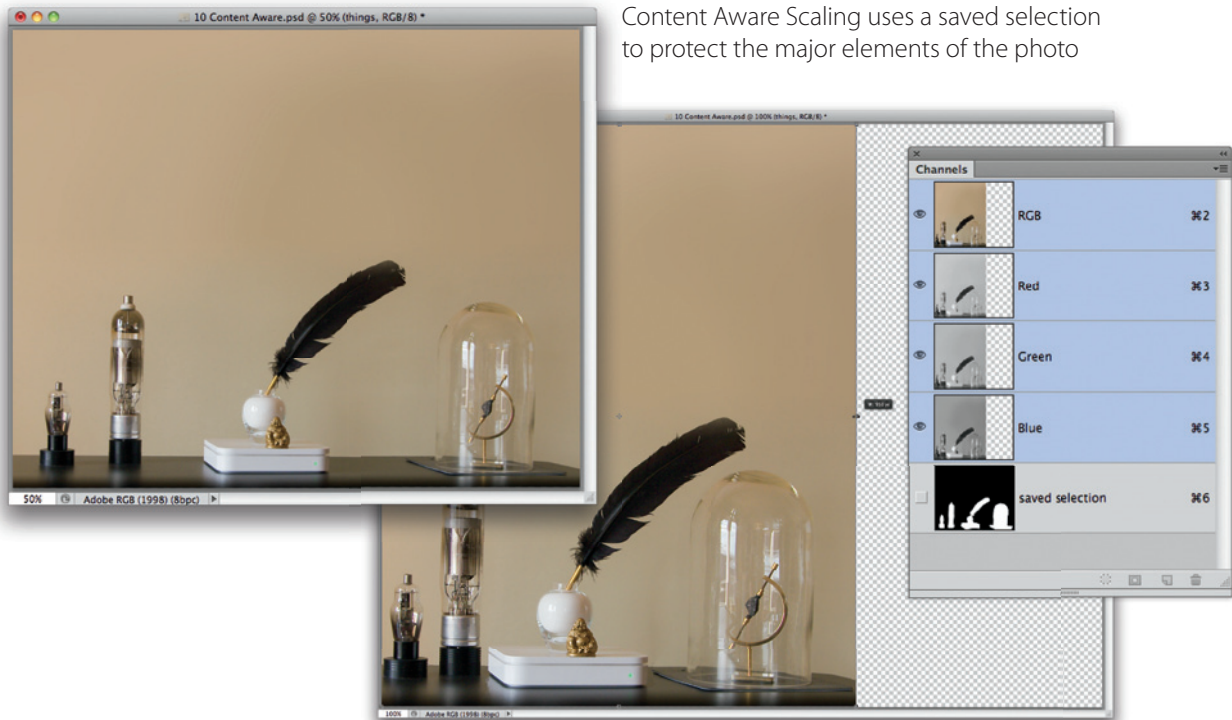 10 Content Aware.psd @ 50% (things, RGB/8) *
Content Aware Scaling uses a saved selection
to protect the major elements of the photo
10 Content Aware.psd @ 100% (things, RGB/8) *
Channels
RGB ⌘2
Red ⌘3
Green ⌘4
Blue ⌘5
saved selection ⌘6
50% Adobe RGB (1998) (8bpc)
100% Adobe RGB (1998) (8bpc)